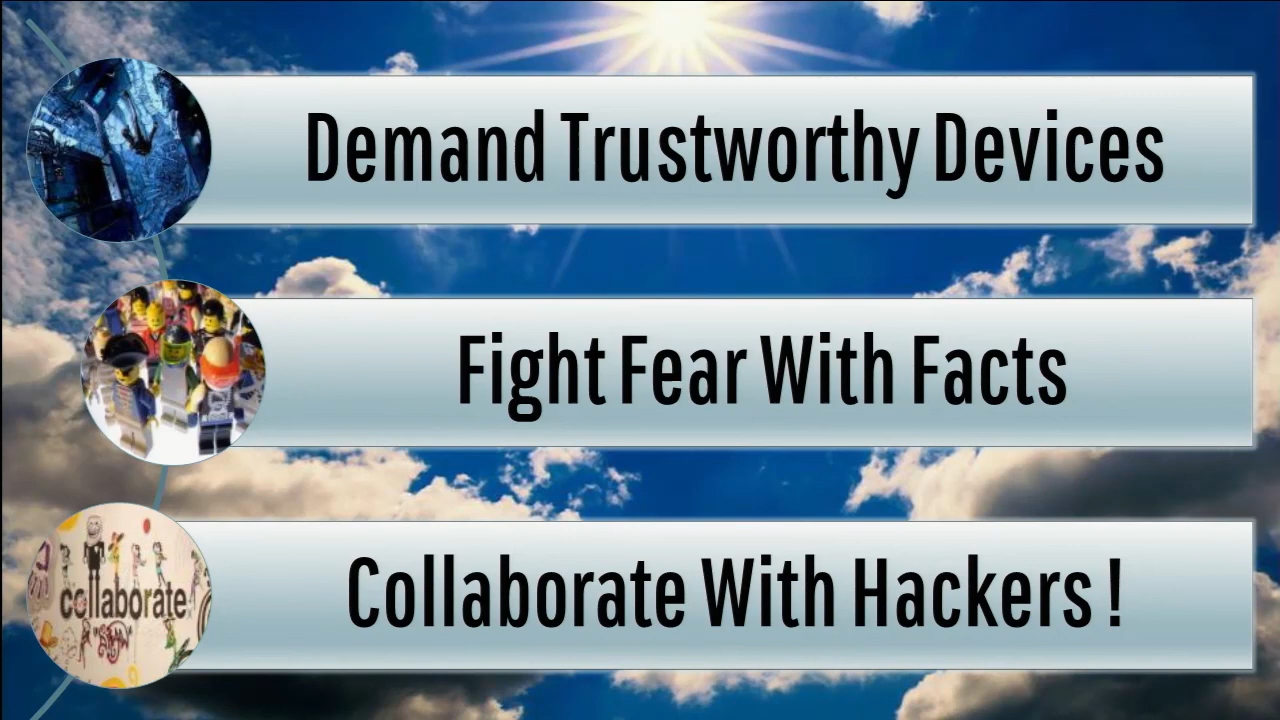 Demand Trustworthy Devices
Fight Fear With Facts
Collaborate With Hackers !
collaborate